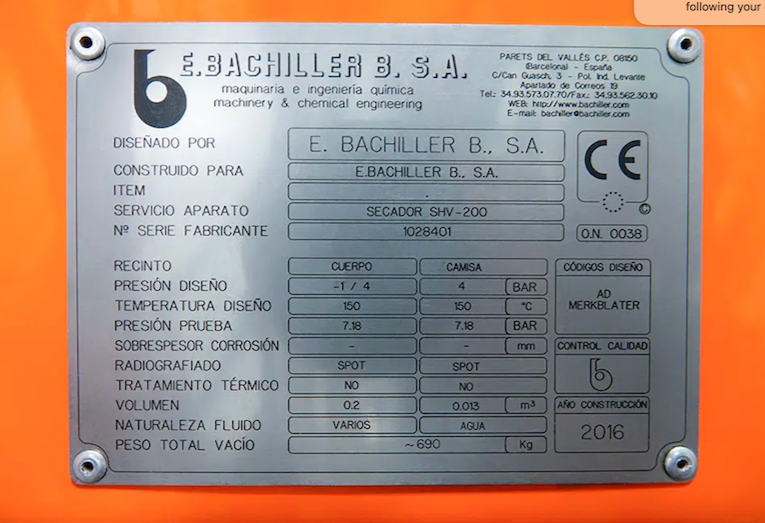 following your
E.BACHILLER B. S.A.
maquinaria e ingeniería química
machinery & chemical engineering
PARETS DEL VALLÉS C.P. 08150
(Barcelona) - España
C/Can Guasch, 3 - Pol. Ind. Levante
Apartado de Correos 19
Tel.: 34.93.573.07.70/Fax.: 34.93.562.30.10
WEB: http://www.bachiller.com
E-mail: bachiller@bachiller.com
DISEÑADO POR E. BACHILLER B., S.A.
CONSTRUIDO PARA E.BACHILLER B., S.A.
ITEM .
SERVICIO APARATO SECADOR SHV-200
Nº SERIE FABRICANTE 1028401
CE
©
O.N. 0038
RECINTO CUERPO CAMISA
PRESIÓN DISEÑO -1 / 4 4 BAR
TEMPERATURA DISEÑO 150 150 °C
PRESIÓN PRUEBA 7.18 7.18 BAR
SOBRESPESOR CORROSIÓN - - mm
RADIOGRAFIADO SPOT SPOT
TRATAMIENTO TÉRMICO NO NO
VOLUMEN 0.2 0.013 m³
NATURALEZA FLUIDO VARIOS AGUA
PESO TOTAL VACÍO ~690 Kg
CÓDIGOS DISEÑO
AD
MERKBLATER
CONTROL CALIDAD
AÑO CONSTRUCCIÓN
2016